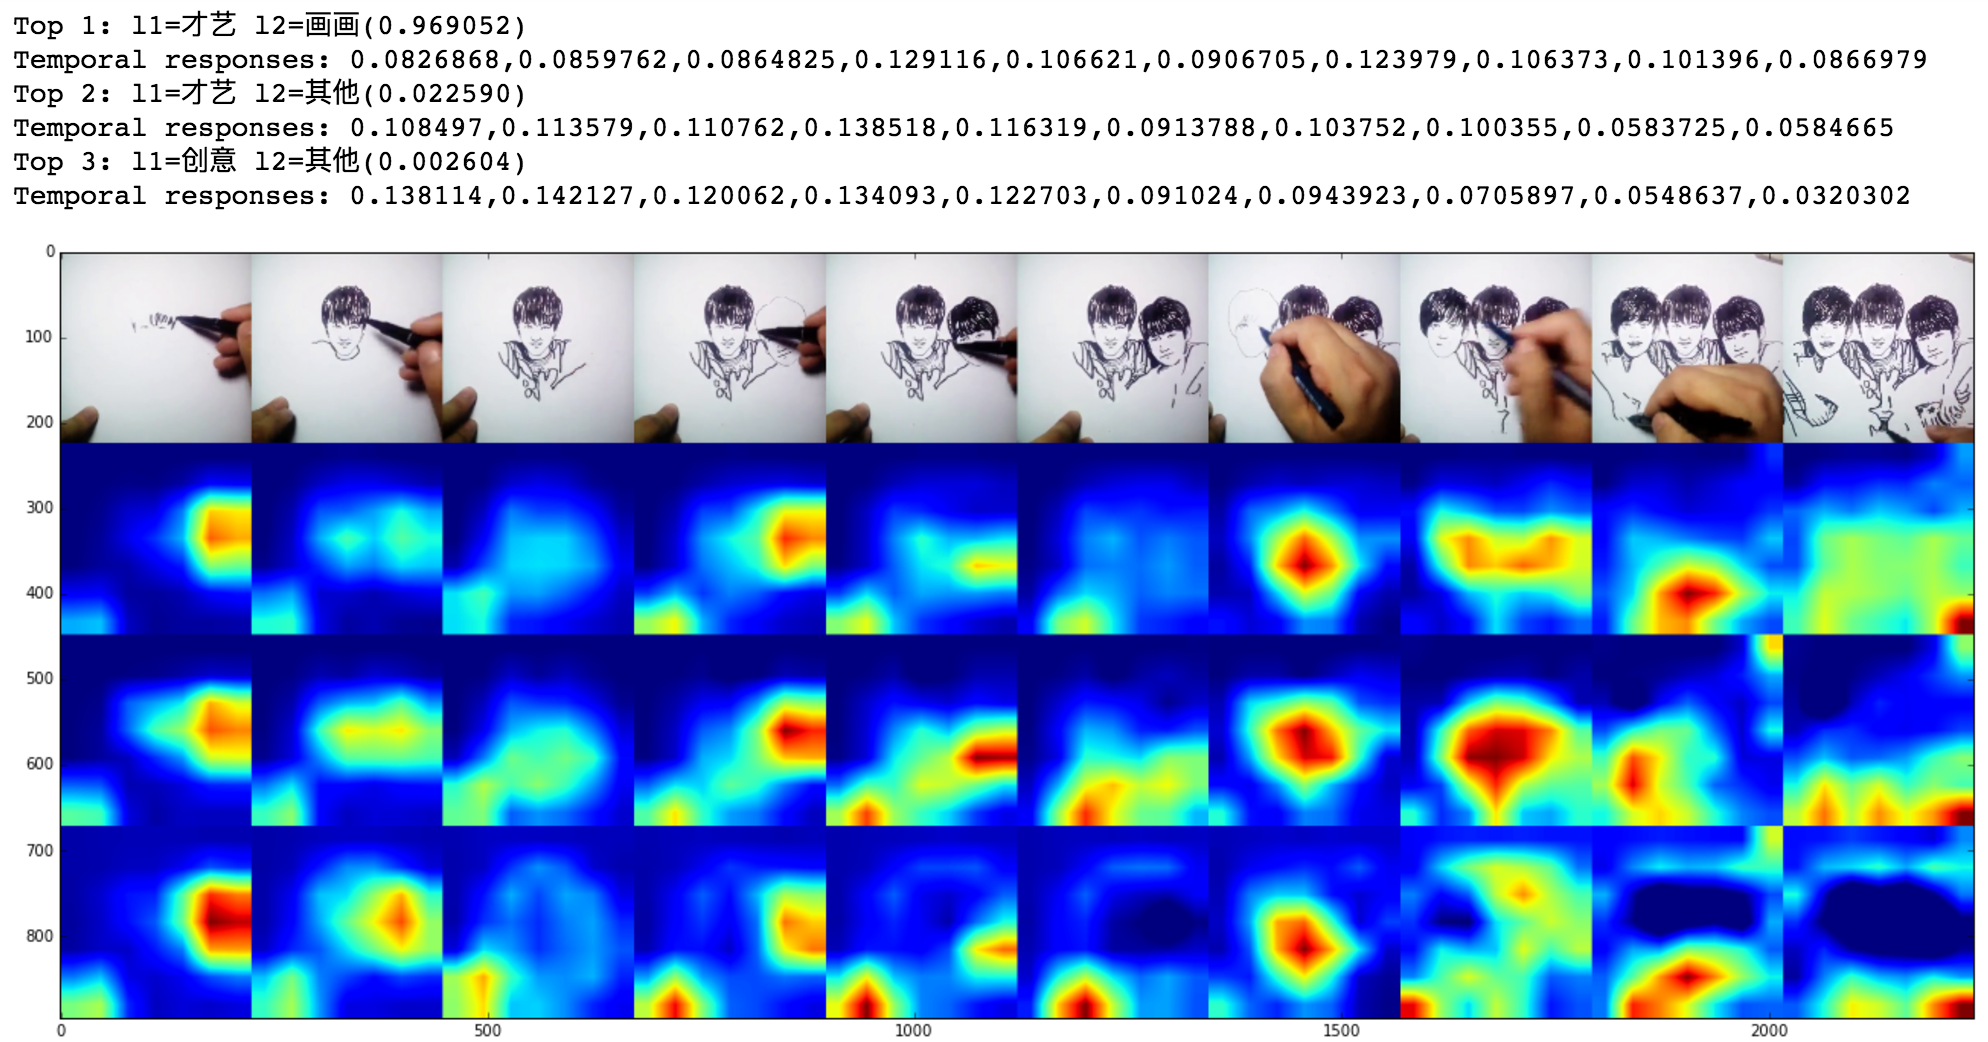 Top 1: l1=才艺 l2=画画(0.969052)
Temporal responses: 0.0826868,0.0859762,0.0864825,0.129116,0.106621,0.0906705,0.123979,0.106373,0.101396,0.0866979
Top 2: l1=才艺 l2=其他(0.022590)
Temporal responses: 0.108497,0.113579,0.110762,0.138518,0.116319,0.0913788,0.103752,0.100355,0.0583725,0.0584665
Top 3: l1=创意 l2=其他(0.002604)
Temporal responses: 0.138114,0.142127,0.120062,0.134093,0.122703,0.091024,0.0943923,0.0705897,0.0548637,0.0320302
0
100
200
300
400
500
600
700
800
0 500 1000 1500 2000